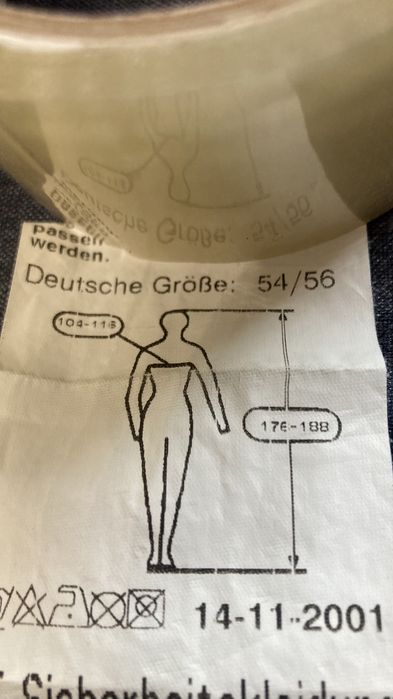 passen
werden.
Deutsche Größe: 54/56
104-116
176-188
14-11-2001